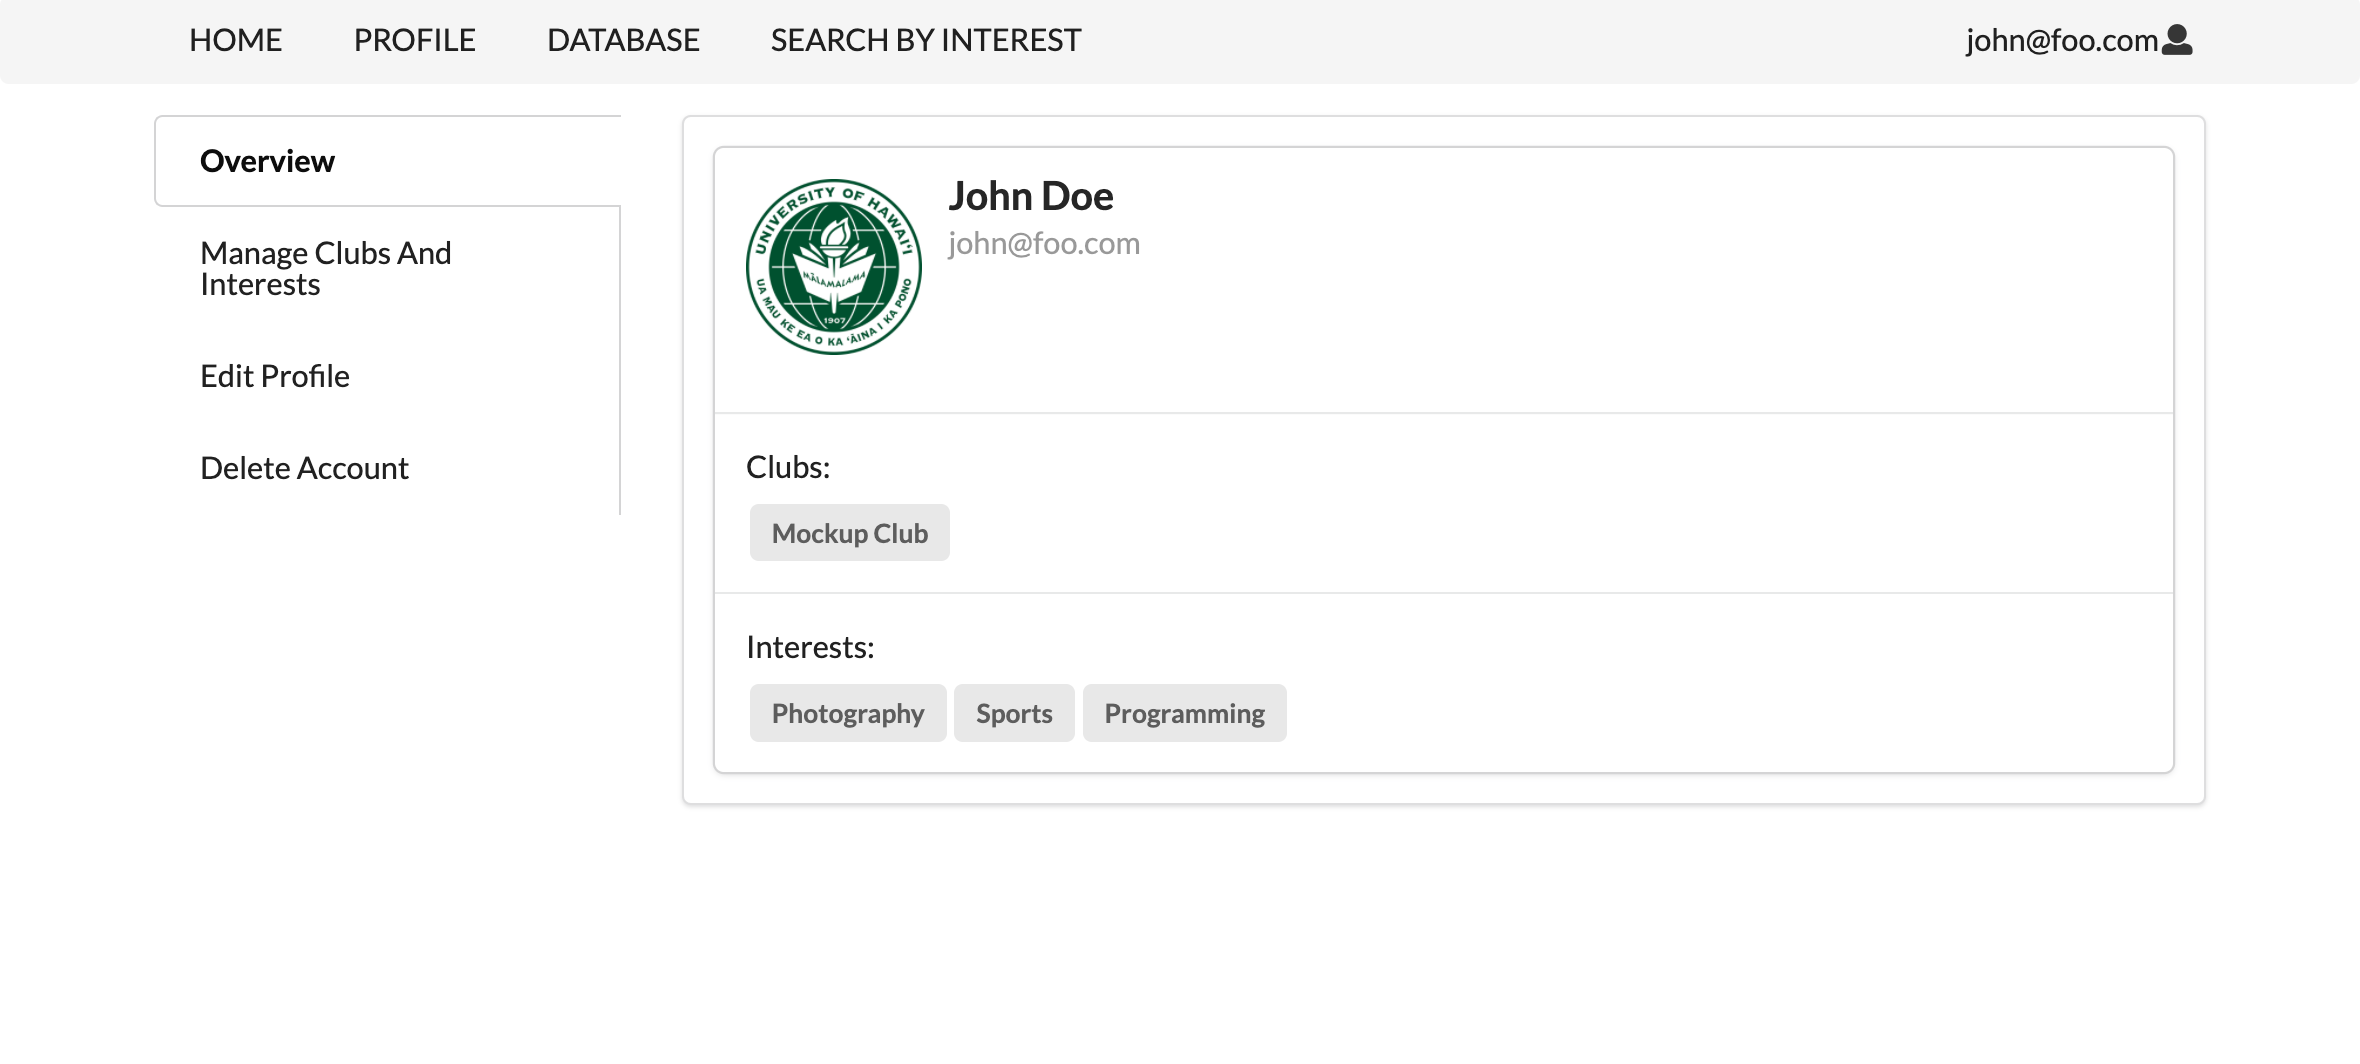 HOME PROFILE DATABASE SEARCH BY INTEREST john@foo.com
Overview
Manage Clubs And
Interests
Edit Profile
Delete Account
UNIVERSITY OF HAWAIʻI
MĀLAMALAMA
1907
UA MAU KE EA O KA ʻĀINA I KA PONO
John Doe
john@foo.com
Clubs:
Mockup Club
Interests:
Photography Sports Programming